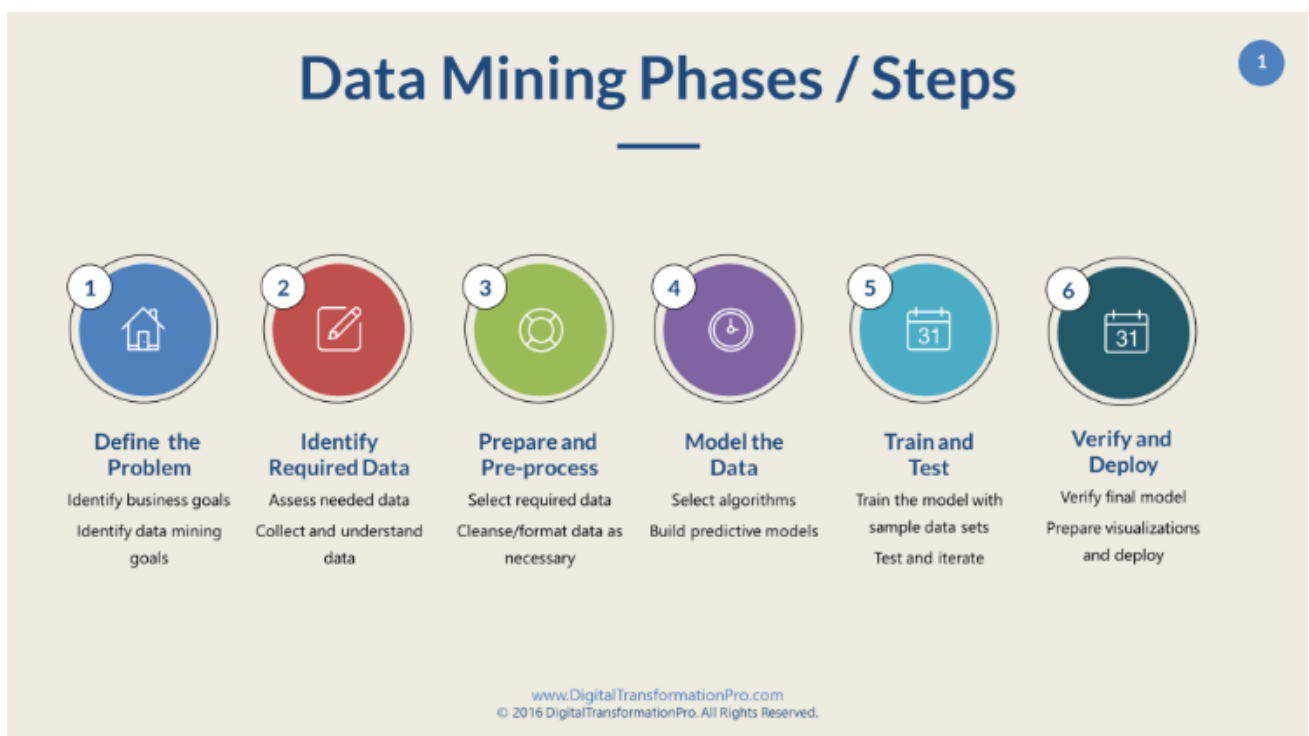 Data Mining Phases / Steps
1
1
Define the
Problem
Identify business goals
Identify data mining
goals
2
Identify
Required Data
Assess needed data
Collect and understand
data
3
Prepare and
Pre-process
Select required data
Cleanse/format data as
necessary
4
Model the
Data
Select algorithms
Build predictive models
5
31
Train and
Test
Train the model with
sample data sets
Test and iterate
6
31
Verify and
Deploy
Verify final model
Prepare visualizations
and deploy
www.DigitalTransformationPro.com
© 2016 DigitalTransformationPro. All Rights Reserved.